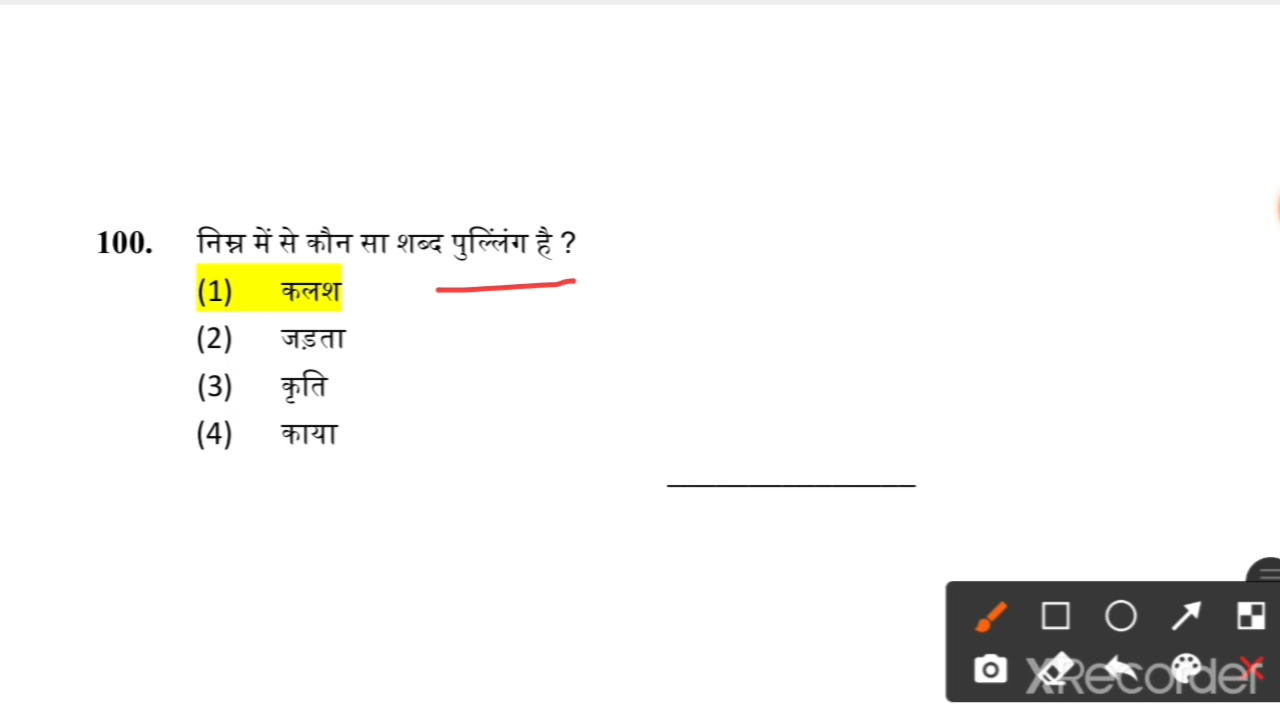 100. निम्न में से कौन सा शब्द पुल्लिंग है ?
(1) कलश
(2) जड़ता
(3) कृति
(4) काया
XRecorder